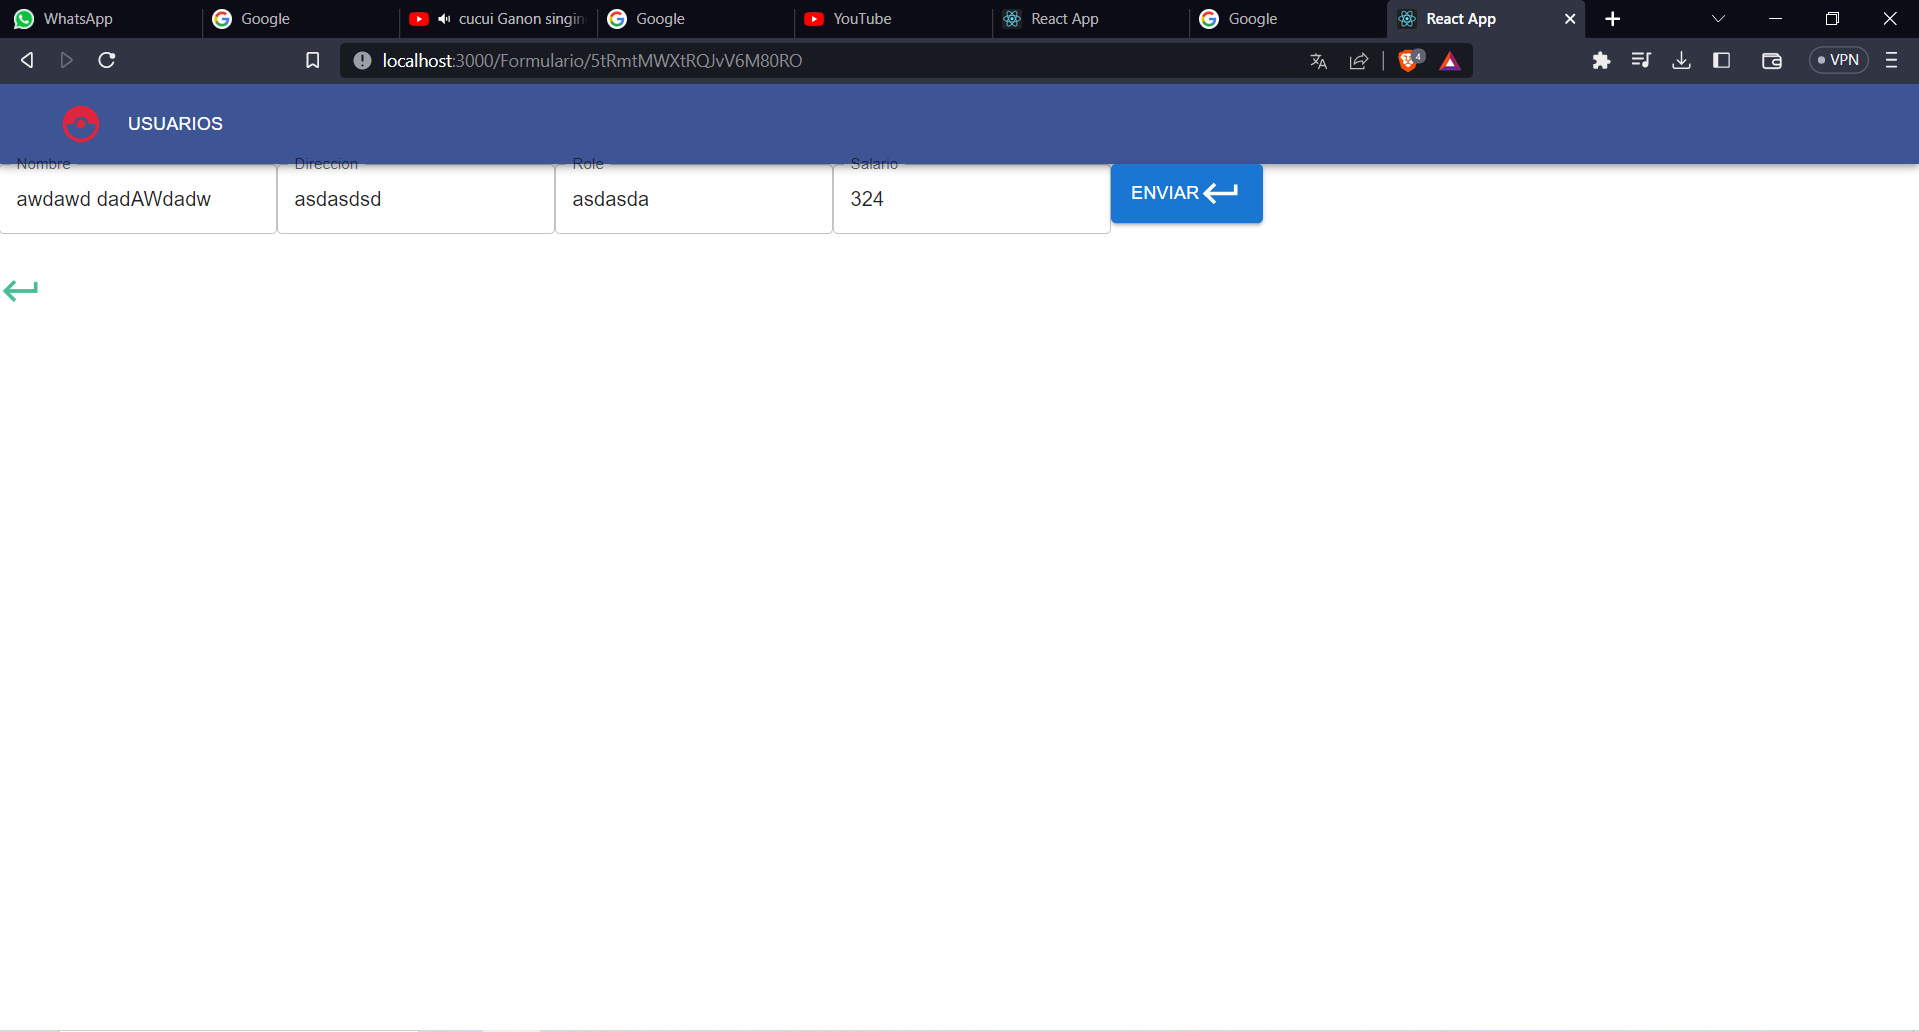 WhatsApp
Google
cucui Ganon singin
Google
YouTube
React App
Google
React App
localhost:3000/Formulario/5tRmtMWXtRQJvV6M80RO
4
VPN
USUARIOS
Nombre
Direccion
Role
Salario
awdawd dadAWdadw
asdasdsd
asdasda
324
ENVIAR